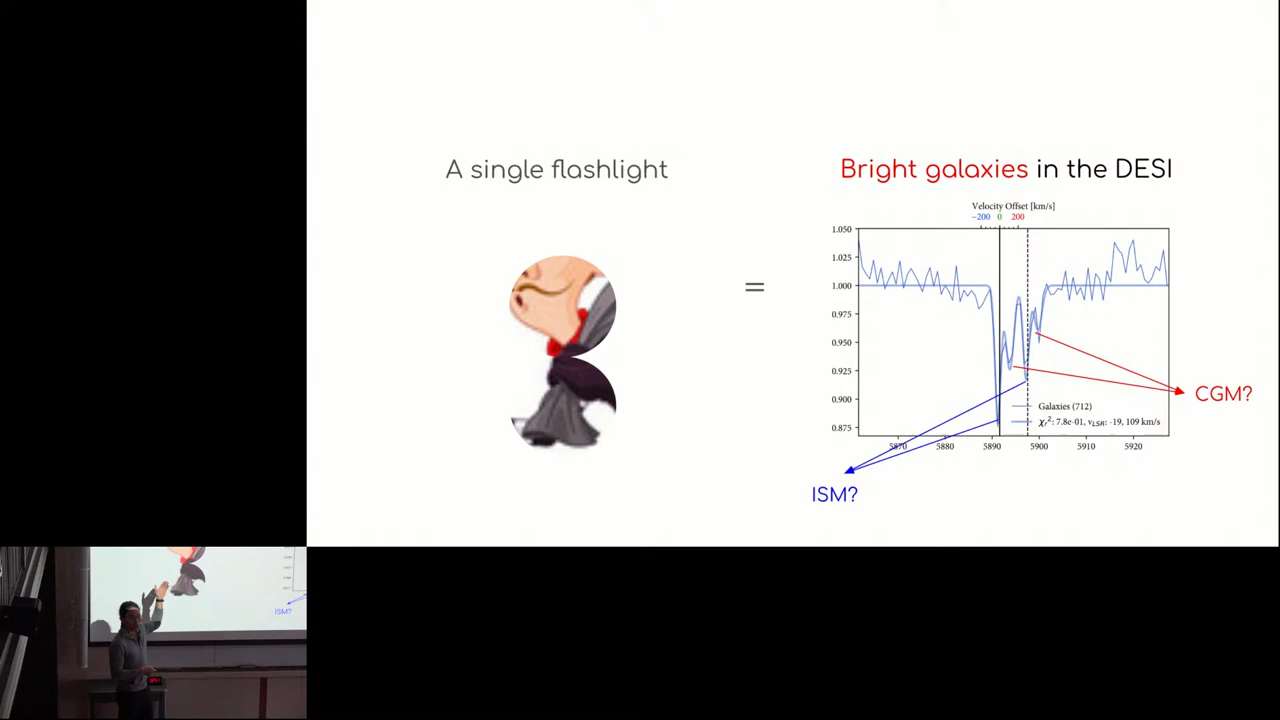 A single flashlight
=
Bright galaxies in the DESI
Velocity Offset [km/s]
−200 0 200
1.050
1.025
1.000
0.975
0.950
0.925
0.900
0.875
Galaxies (712)
χr²: 7.8e-01, vLSR: -19, 109 km/s
5870 5880 5890 5900 5910 5920
CGM?
ISM?
ISM?